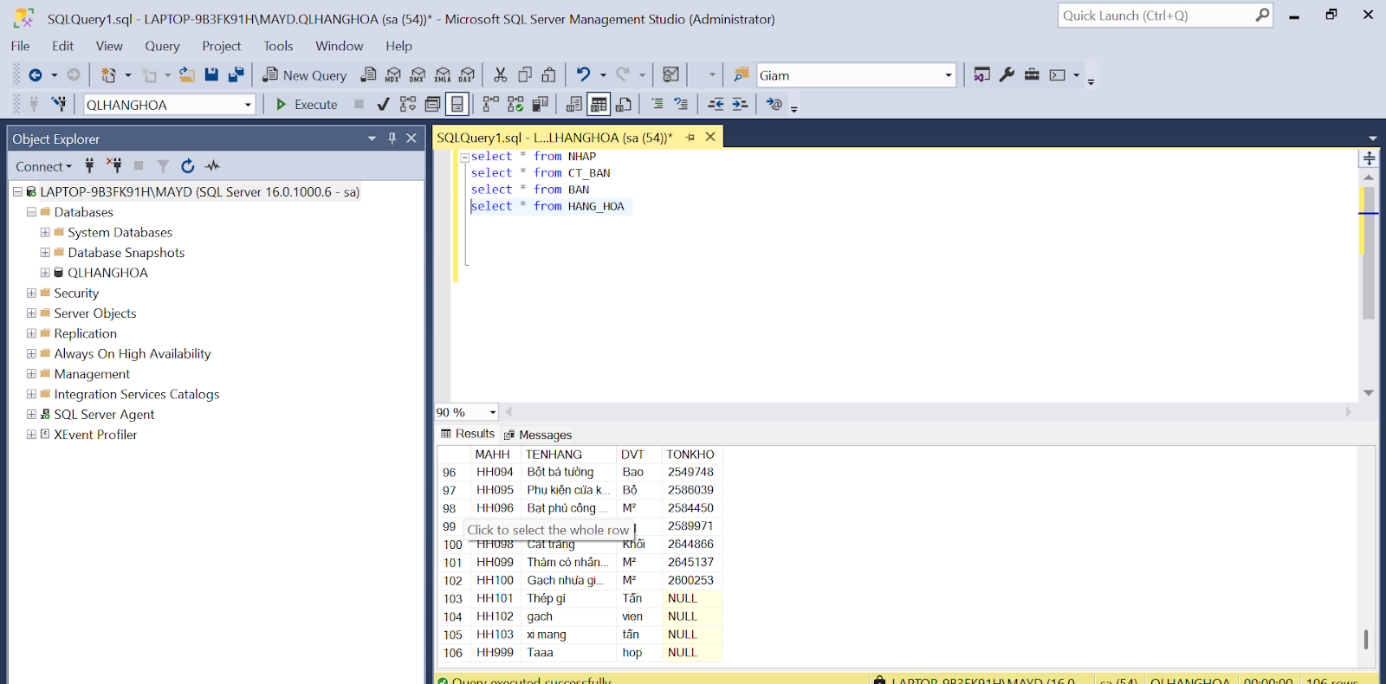 SQLQuery1.sql - LAPTOP-9B3FK91H\MAYD.QLHANGHOA (sa (54))* - Microsoft SQL Server Management Studio (Administrator)
Quick Launch (Ctrl+Q)
File Edit View Query Project Tools Window Help
New Query
MDX DMX XMLA DAX
Giam
QLHANGHOA
Execute
Object Explorer
SQLQuery1.sql - L...LHANGHOA (sa (54))*
Connect
LAPTOP-9B3FK91H\MAYD (SQL Server 16.0.1000.6 - sa)
Databases
System Databases
Database Snapshots
QLHANGHOA
Security
Server Objects
Replication
Always On High Availability
Management
Integration Services Catalogs
SQL Server Agent
XEvent Profiler
select * from NHAP
select * from CT_BAN
select * from BAN
select * from HANG_HOA
90 %
Results Messages
MAHH TENHANG DVT TONKHO
96 HH094 Bột bả tường Bao 2549748
97 HH095 Phụ kiện cửa k... Bộ 2586039
98 HH096 Bạt phủ công ... M² 2584450
99 2589971
Click to select the whole row
100 HH098 Cát trắng Khối 2644866
101 HH099 Thảm cỏ nhân... M² 2645137
102 HH100 Gạch nhựa gi... M² 2600253
103 HH101 Thép gi Tấn NULL
104 HH102 gạch vien NULL
105 HH103 xi mang tấn NULL
106 HH999 Taaa hop NULL
Query executed successfully.
LAPTOP-9B3FK91H\MAYD (16.0... sa (54) QLHANGHOA 00:00:00 106 rows